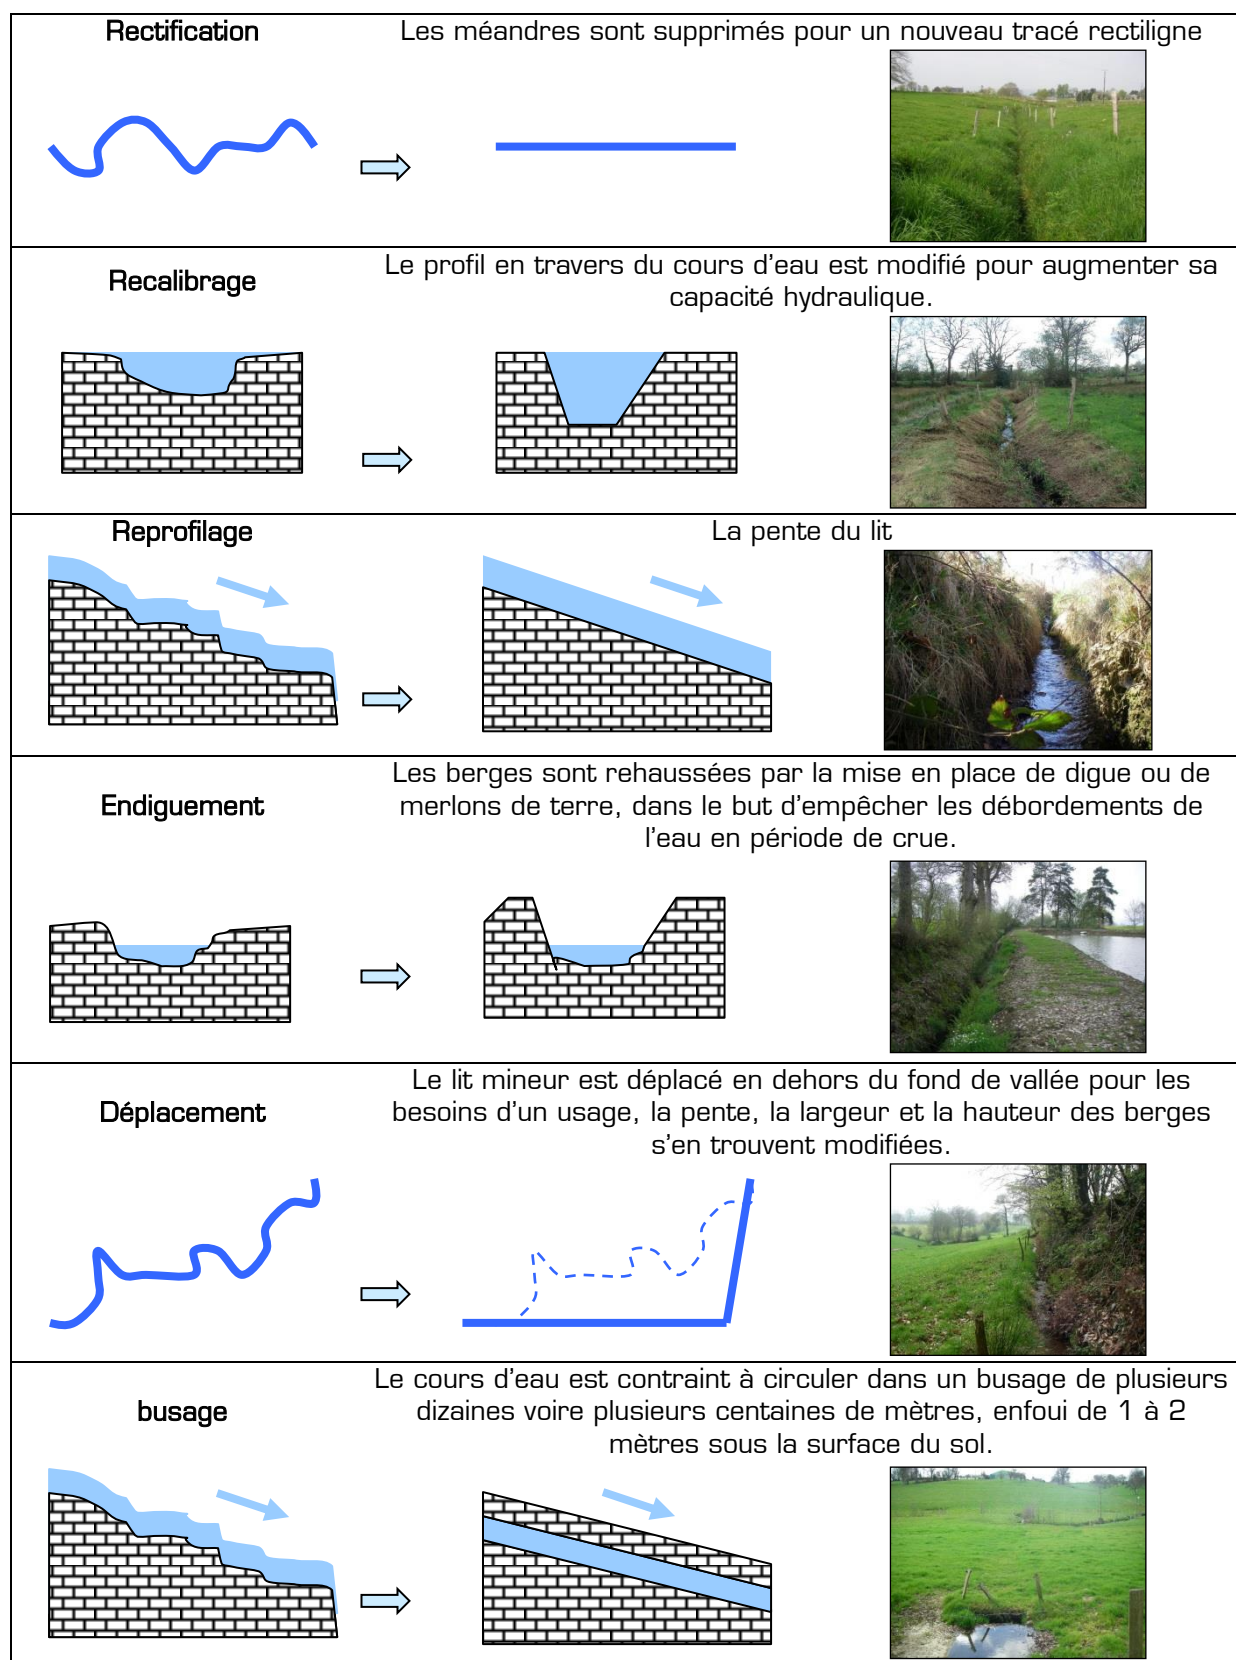 Rectification
Les méandres sont supprimés pour un nouveau tracé rectiligne
Recalibrage
Le profil en travers du cours d'eau est modifié pour augmenter sa
capacité hydraulique.
Reprofilage
La pente du lit
Endiguement
Les berges sont rehaussées par la mise en place de digue ou de
merlons de terre, dans le but d'empêcher les débordements de
l'eau en période de crue.
Déplacement
Le lit mineur est déplacé en dehors du fond de vallée pour les
besoins d'un usage, la pente, la largeur et la hauteur des berges
s'en trouvent modifiées.
busage
Le cours d'eau est contraint à circuler dans un busage de plusieurs
dizaines voire plusieurs centaines de mètres, enfoui de 1 à 2
mètres sous la surface du sol.